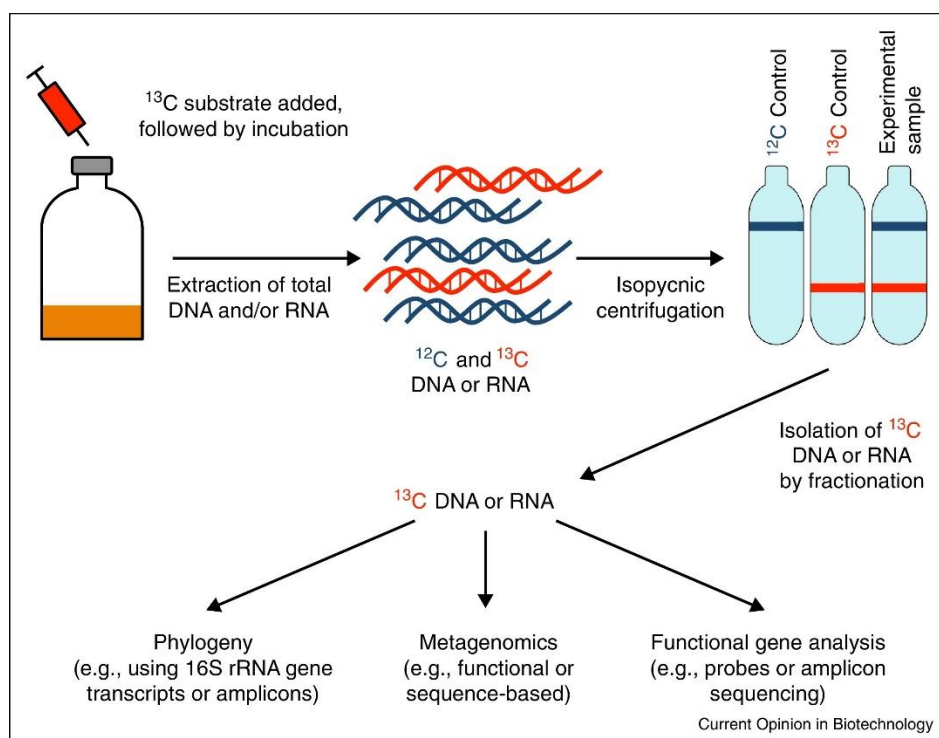 ¹³C substrate added,
followed by incubation
¹²C Control
¹³C Control
Experimental
sample
Extraction of total
DNA and/or RNA
Isopycnic
centrifugation
¹²C and ¹³C
DNA or RNA
Isolation of ¹³C
DNA or RNA
by fractionation
¹³C DNA or RNA
Phylogeny
(e.g., using 16S rRNA gene
transcripts or amplicons)
Metagenomics
(e.g., functional or
sequence-based)
Functional gene analysis
(e.g., probes or amplicon
sequencing)
Current Opinion in Biotechnology